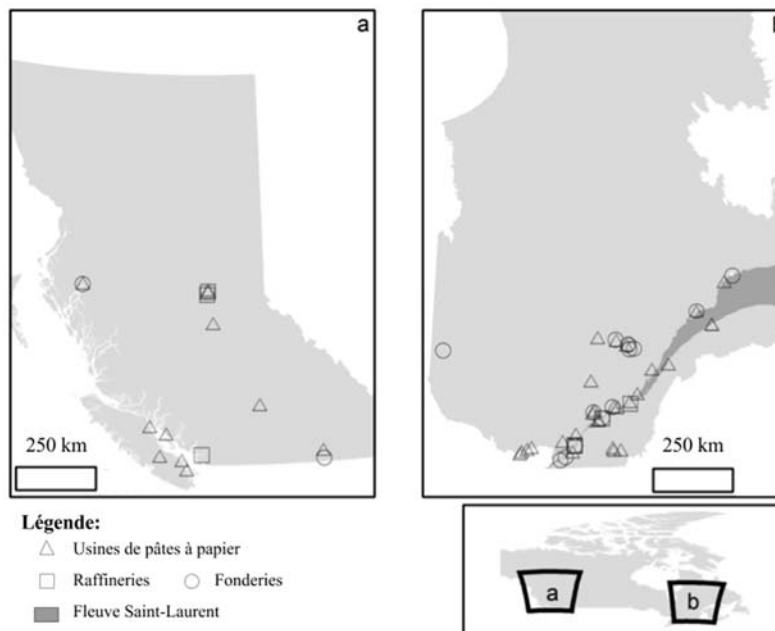 a
250 km
250 km
Légende:
Usines de pâtes à papier
Raffineries
Fonderies
Fleuve Saint-Laurent
a
b